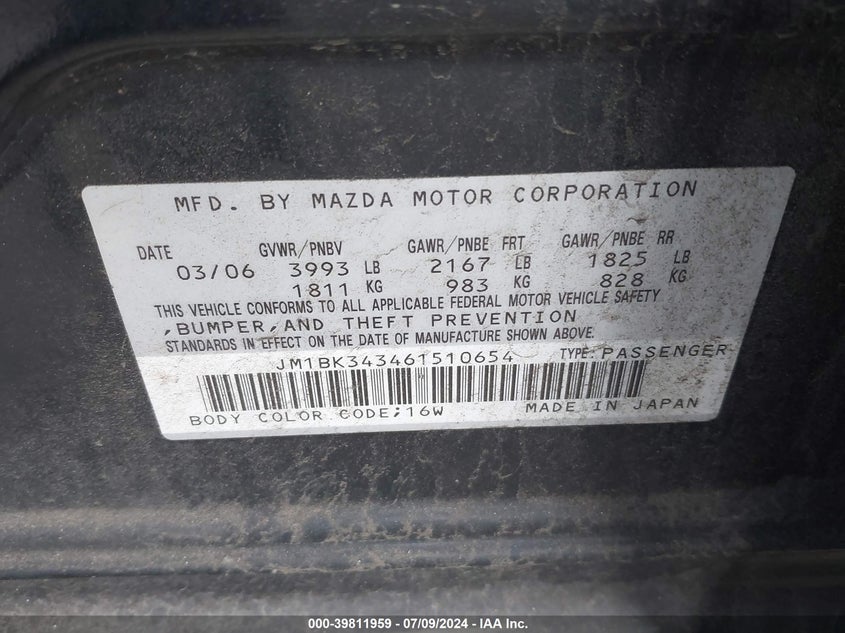 MFD. BY MAZDA MOTOR CORPORATION
DATE GVWR/PNBV GAWR/PNBE FRT GAWR/PNBE RR
03/06 3993 LB 2167 LB 1825 LB
1811 KG 983 KG 828 KG
THIS VEHICLE CONFORMS TO ALL APPLICABLE FEDERAL MOTOR VEHICLE SAFETY
,BUMPER,AND THEFT PREVENTION
STANDARDS IN EFFECT ON THE DATE OF MANUFACTURE SHOWN ABOVE.
JM1BK343461510654 TYPE:PASSENGER
BODY COLOR CODE;16W MADE IN JAPAN
000-39811959 / 07/09/2024 - IAA Inc.